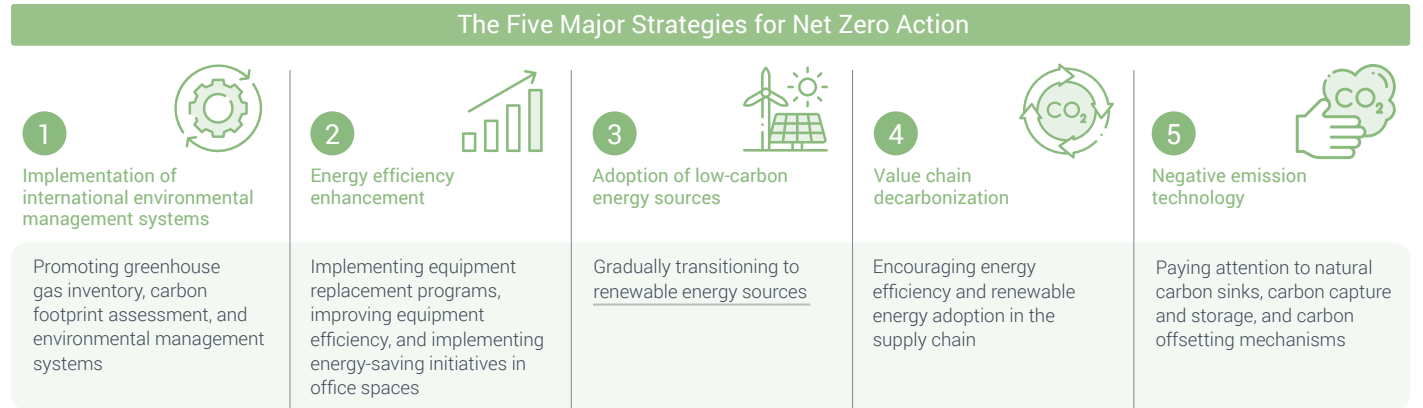 The Five Major Strategies for Net Zero Action
1
Implementation of
international environmental
management systems
Promoting greenhouse
gas inventory, carbon
footprint assessment, and
environmental management
systems
2
Energy efficiency
enhancement
Implementing equipment
replacement programs,
improving equipment
efficiency, and implementing
energy-saving initiatives in
office spaces
3
Adoption of low-carbon
energy sources
Gradually transitioning to
renewable energy sources
4
CO2
Value chain
decarbonization
Encouraging energy
efficiency and renewable
energy adoption in the
supply chain
5
CO2
Negative emission
technology
Paying attention to natural
carbon sinks, carbon capture
and storage, and carbon
offsetting mechanisms